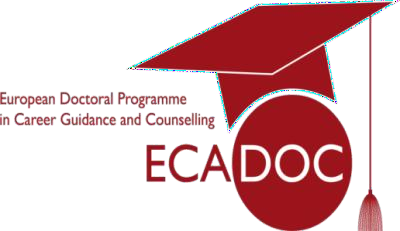 European Doctoral Programme
in Career Guidance and Counselling
ECADOC